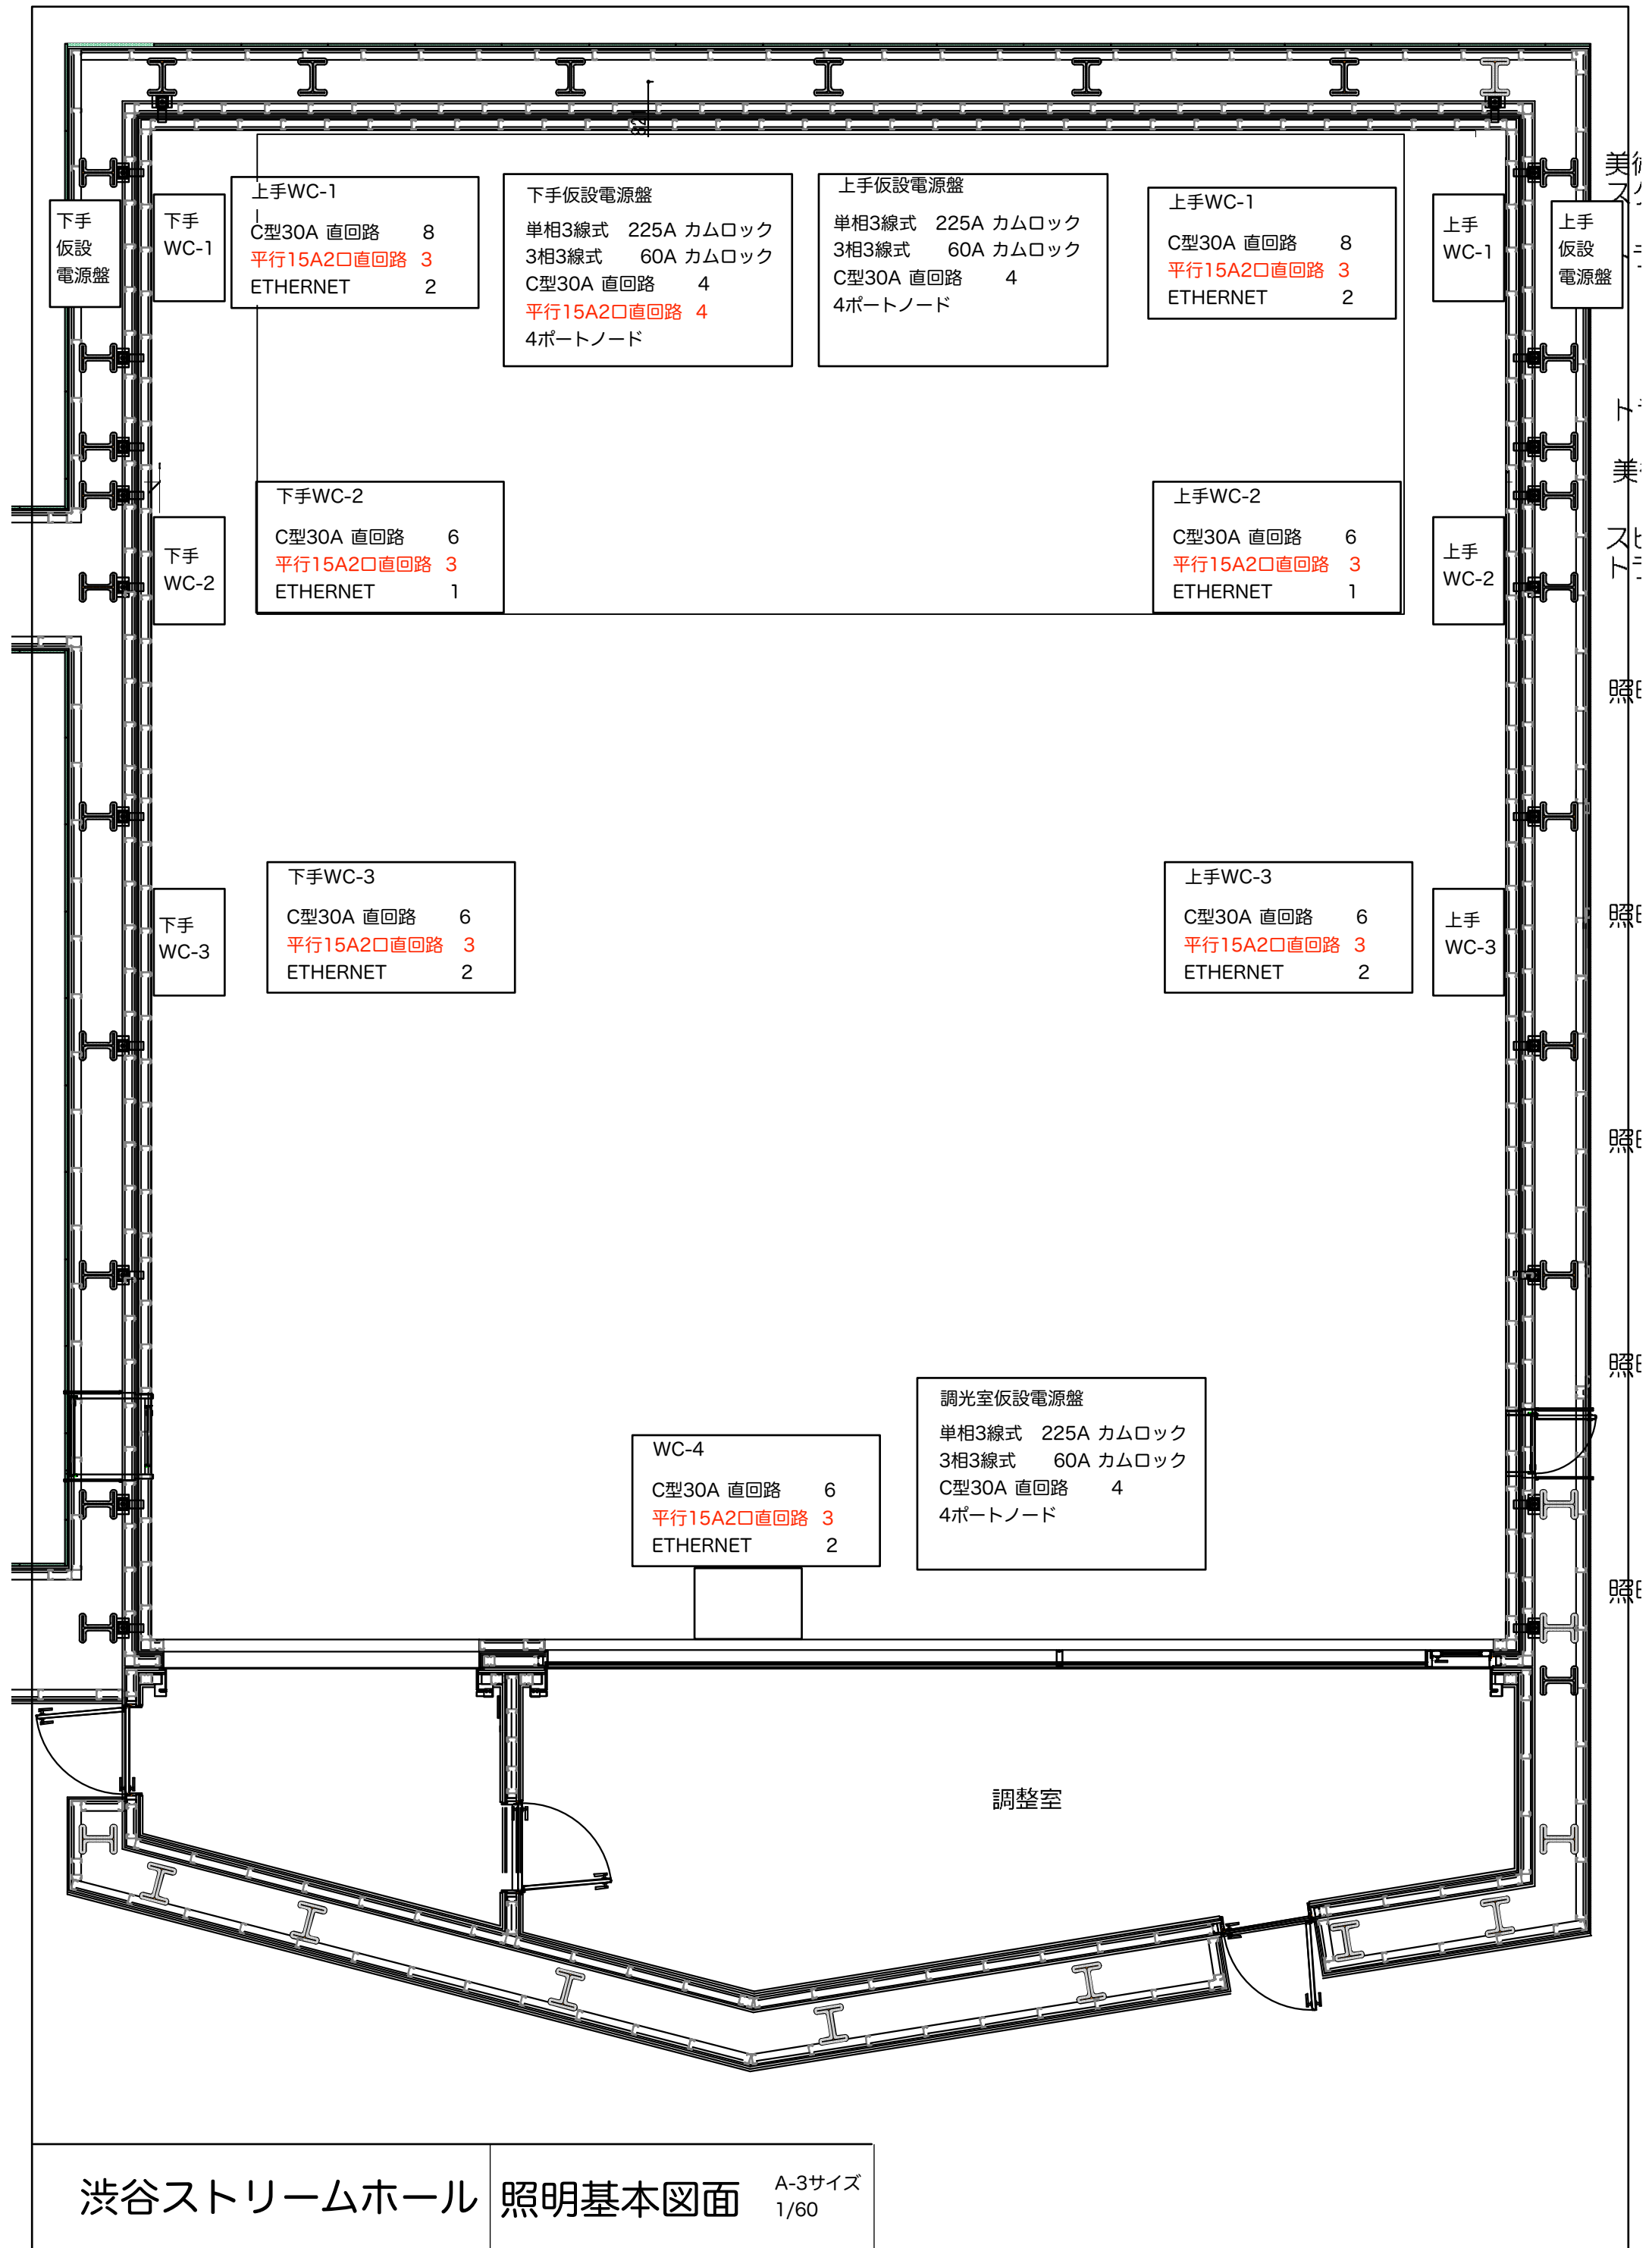 下手
仮設
電源盤
下手
WC-1
上手WC-1
C型30A 直回路 8
平行15A2口直回路 3
ETHERNET 2
下手仮設電源盤
単相3線式 225A カムロック
3相3線式 60A カムロック
C型30A 直回路 4
平行15A2口直回路 4
4ポートノード
上手仮設電源盤
単相3線式 225A カムロック
3相3線式 60A カムロック
C型30A 直回路 4
4ポートノード
上手WC-1
C型30A 直回路 8
平行15A2口直回路 3
ETHERNET 2
上手
WC-1
上手
仮設
電源盤
下手WC-2
C型30A 直回路 6
平行15A2口直回路 3
ETHERNET 1
下手
WC-2
上手WC-2
C型30A 直回路 6
平行15A2口直回路 3
ETHERNET 1
上手
WC-2
下手WC-3
C型30A 直回路 6
平行15A2口直回路 3
ETHERNET 2
下手
WC-3
上手WC-3
C型30A 直回路 6
平行15A2口直回路 3
ETHERNET 2
上手
WC-3
WC-4
C型30A 直回路 6
平行15A2口直回路 3
ETHERNET 2
調光室仮設電源盤
単相3線式 225A カムロック
3相3線式 60A カムロック
C型30A 直回路 4
4ポートノード
調整室
渋谷ストリームホール
照明基本図面
A-3サイズ
1/60